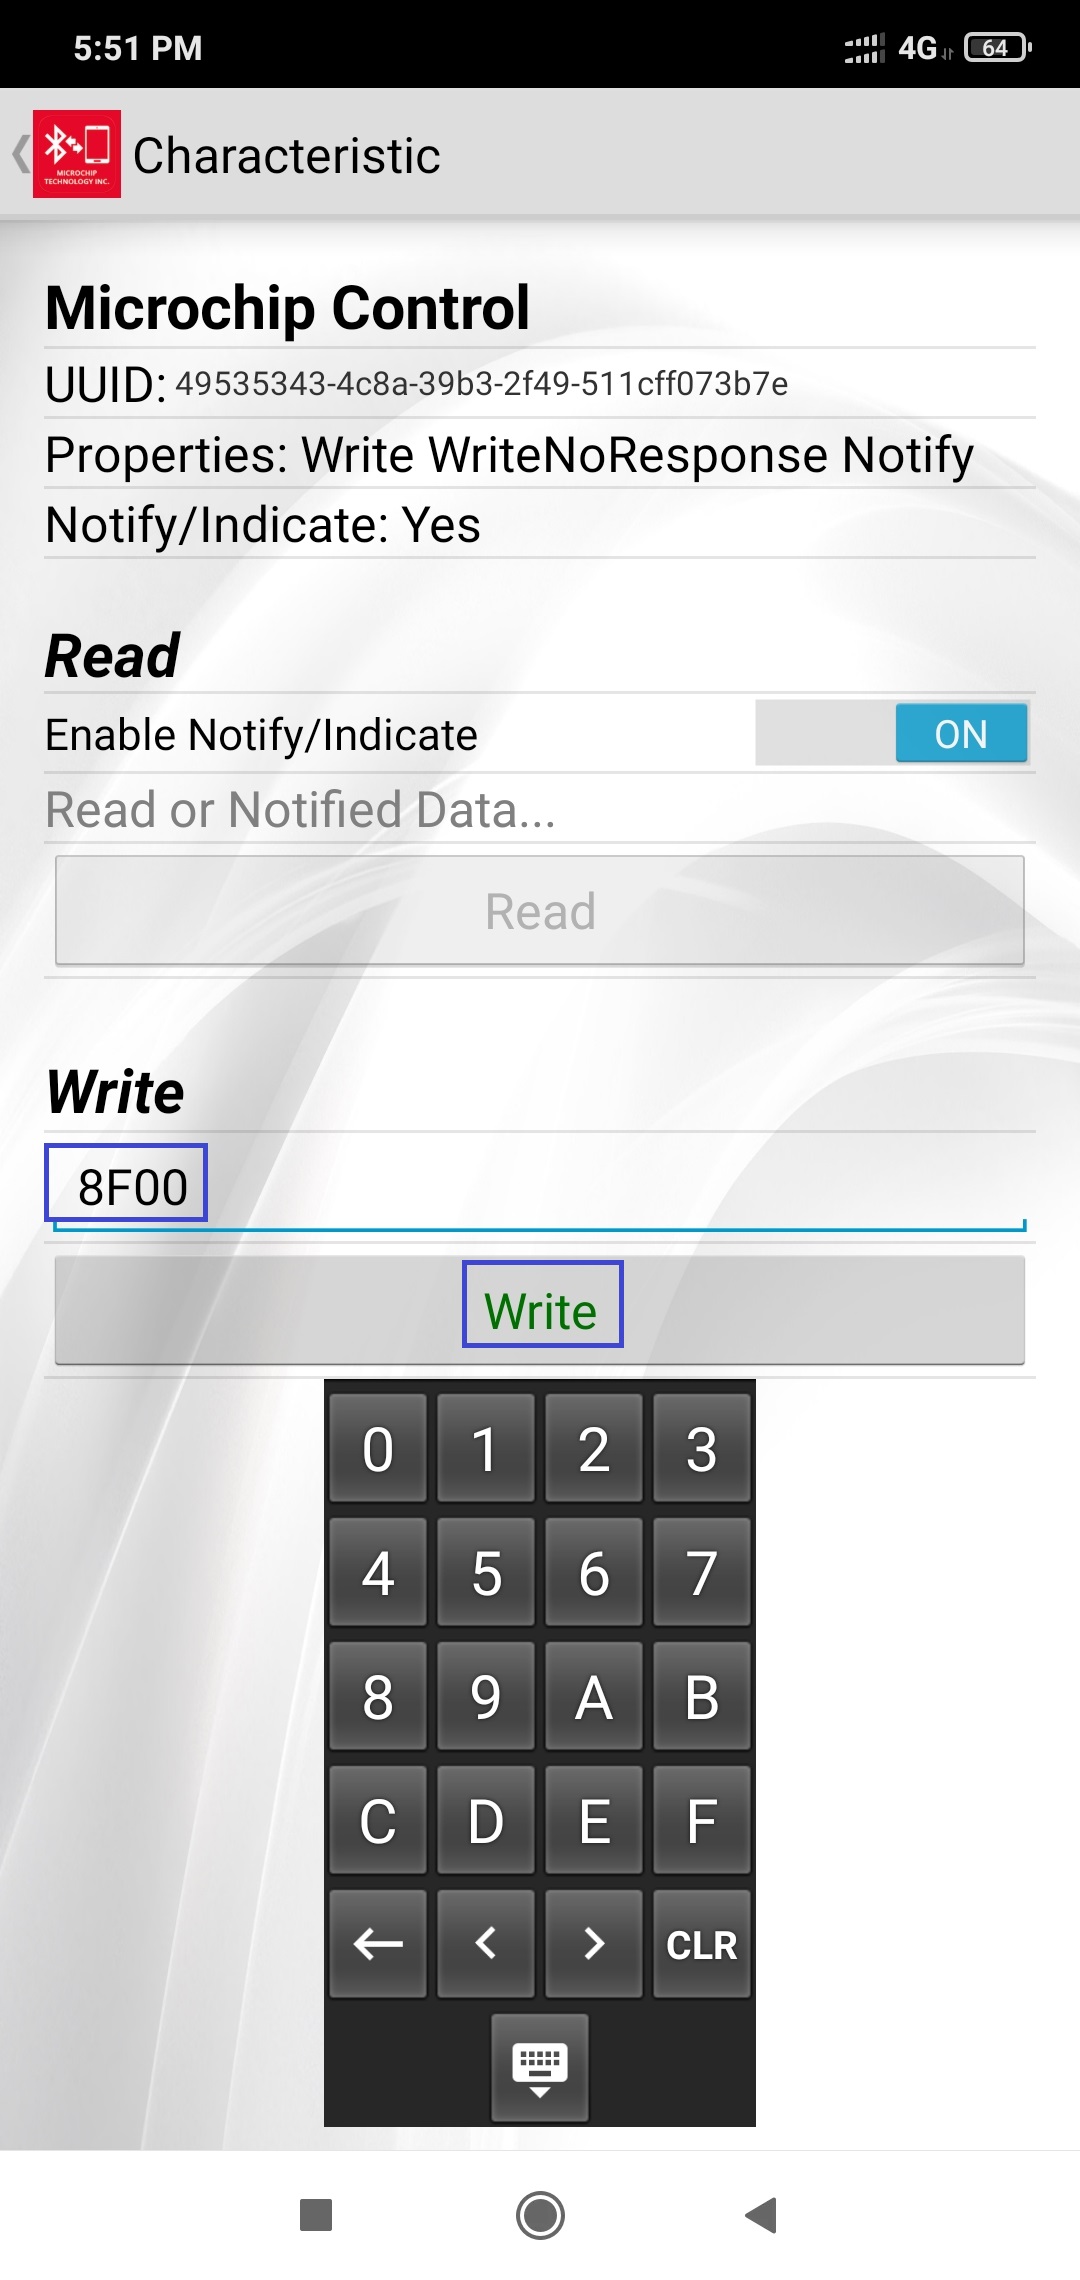 5:51 PM 4G 64
MICROCHIP
TECHNOLOGY INC.
Characteristic
Microchip Control
UUID: 49535343-4c8a-39b3-2f49-511cff073b7e
Properties: Write WriteNoResponse Notify
Notify/Indicate: Yes
Read
Enable Notify/Indicate ON
Read or Notified Data...
Read
Write
8F00
Write
0 1 2 3
4 5 6 7
8 9 A B
C D E F
← < > CLR